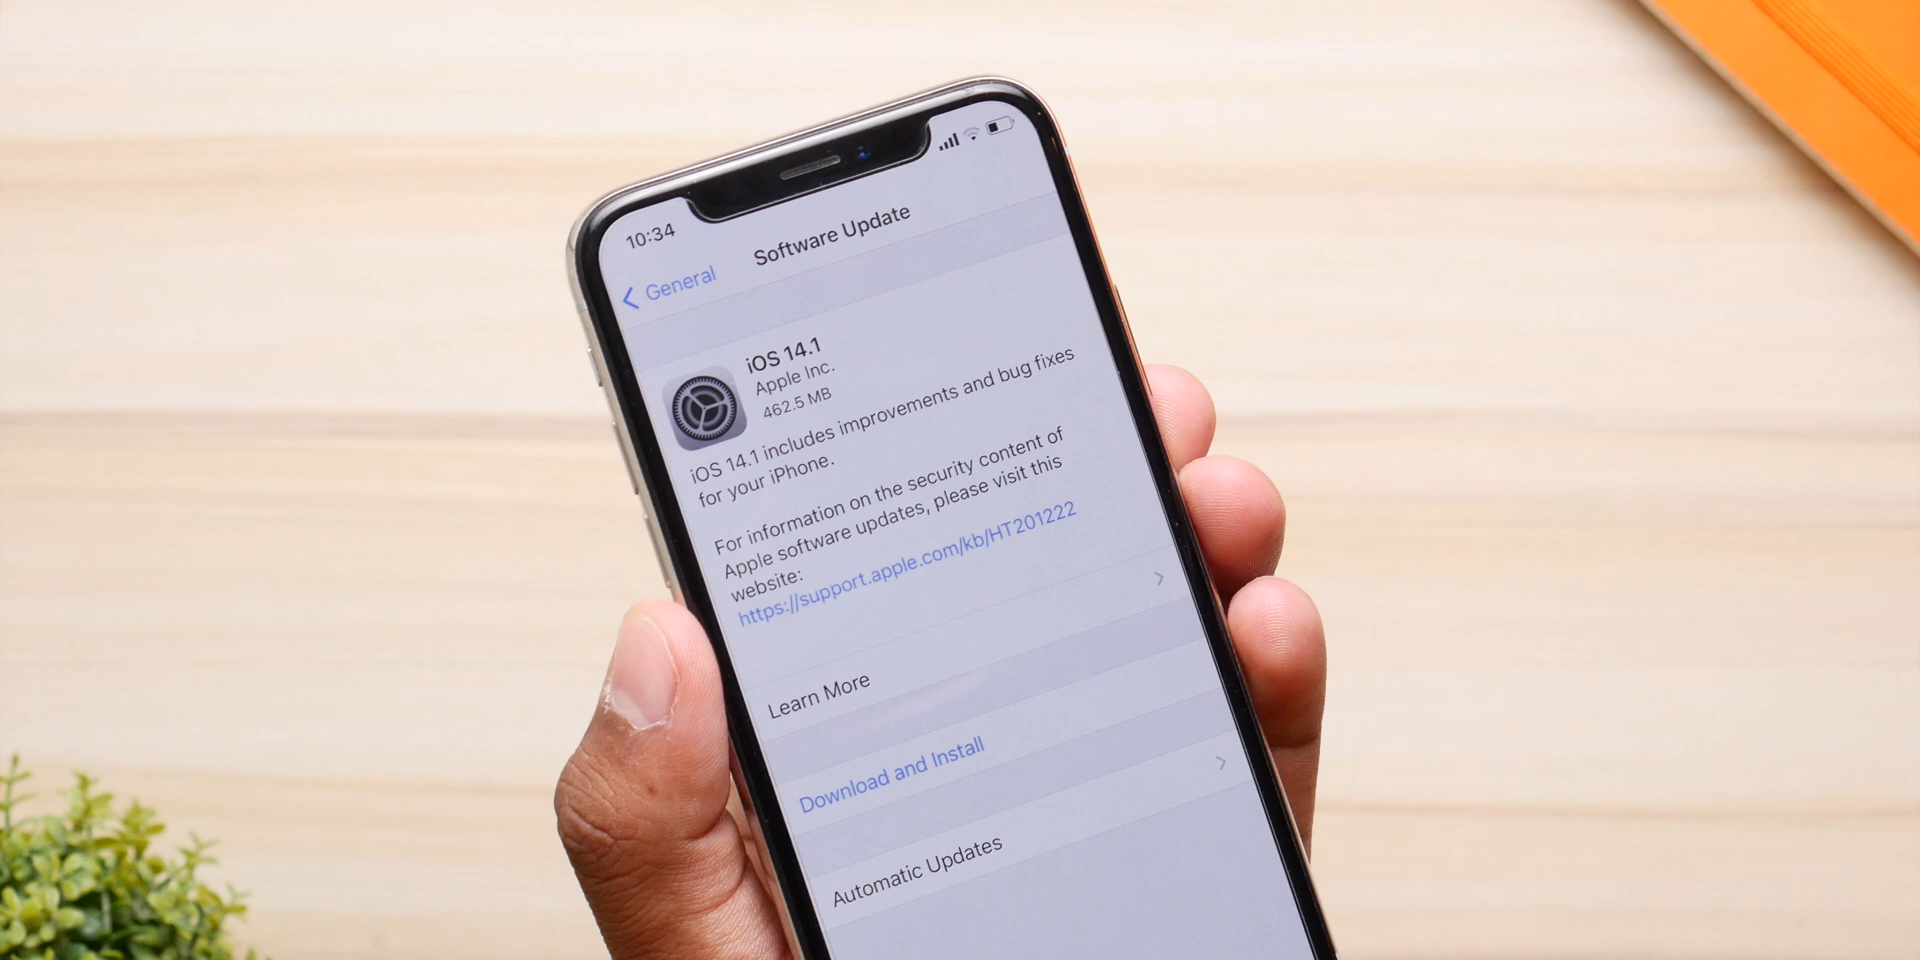 10:34
General
Software Update
iOS 14.1
Apple Inc.
462.5 MB
iOS 14.1 includes improvements and bug fixes
for your iPhone.
For information on the security content of
Apple software updates, please visit this
website:
https://support.apple.com/kb/HT201222
Learn More
Download and Install
Automatic Updates